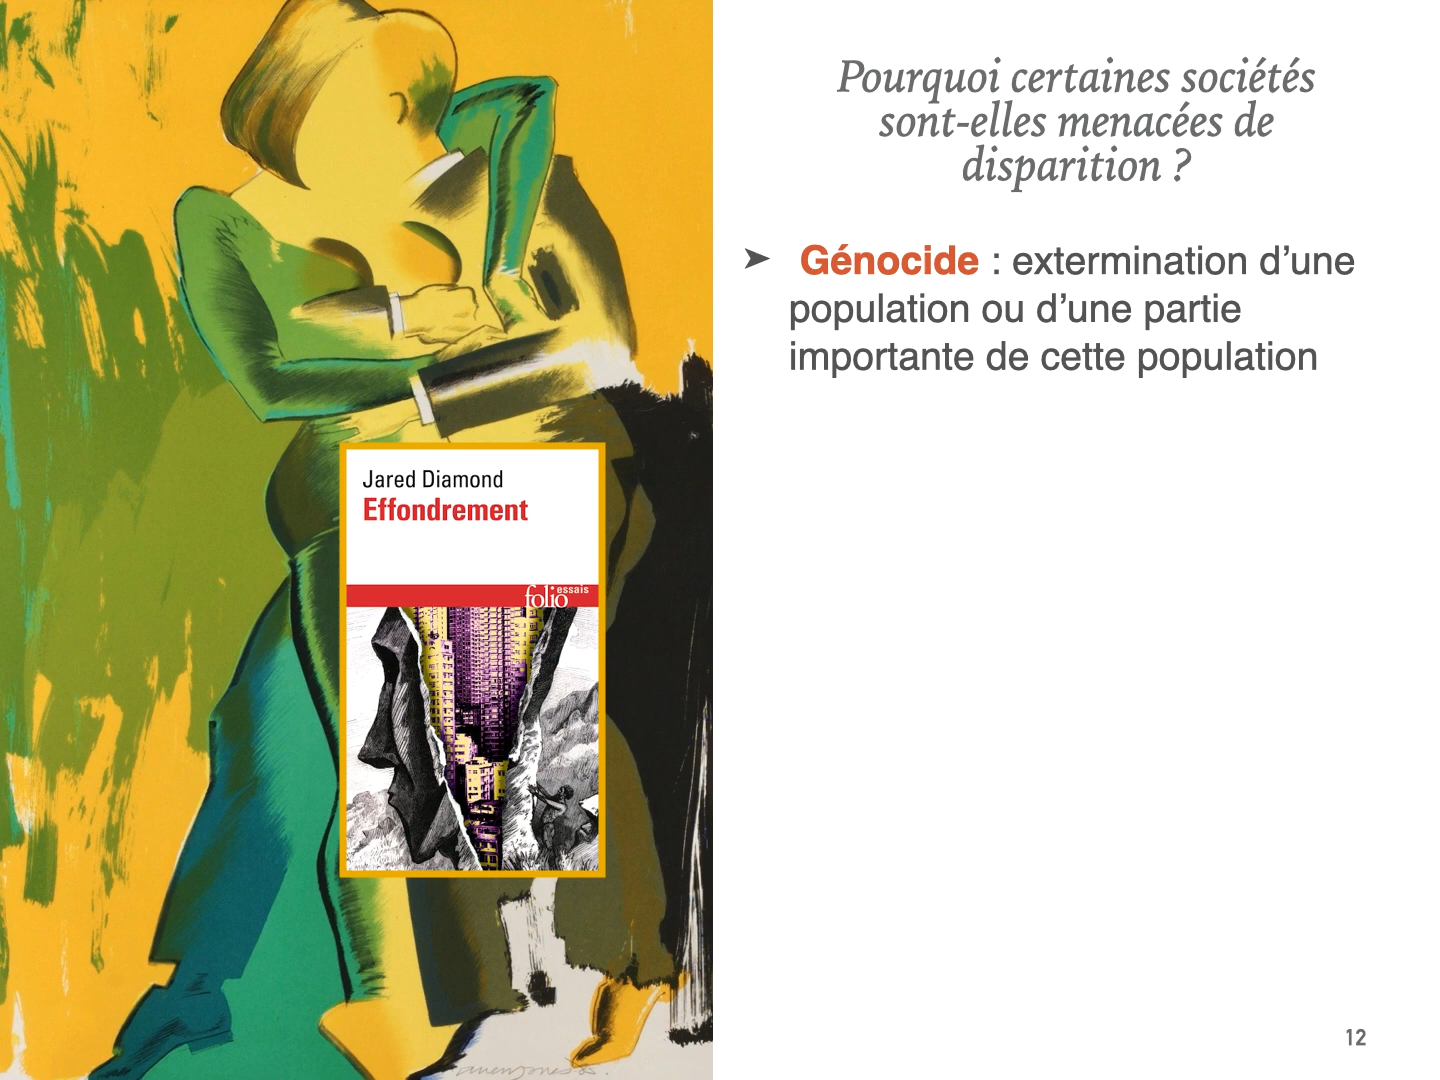 Pourquoi certaines sociétés
sont-elles menacées de
disparition ?
➤ Génocide : extermination d’une
population ou d’une partie
importante de cette population
Jared Diamond
Effondrement
essais
folio
12